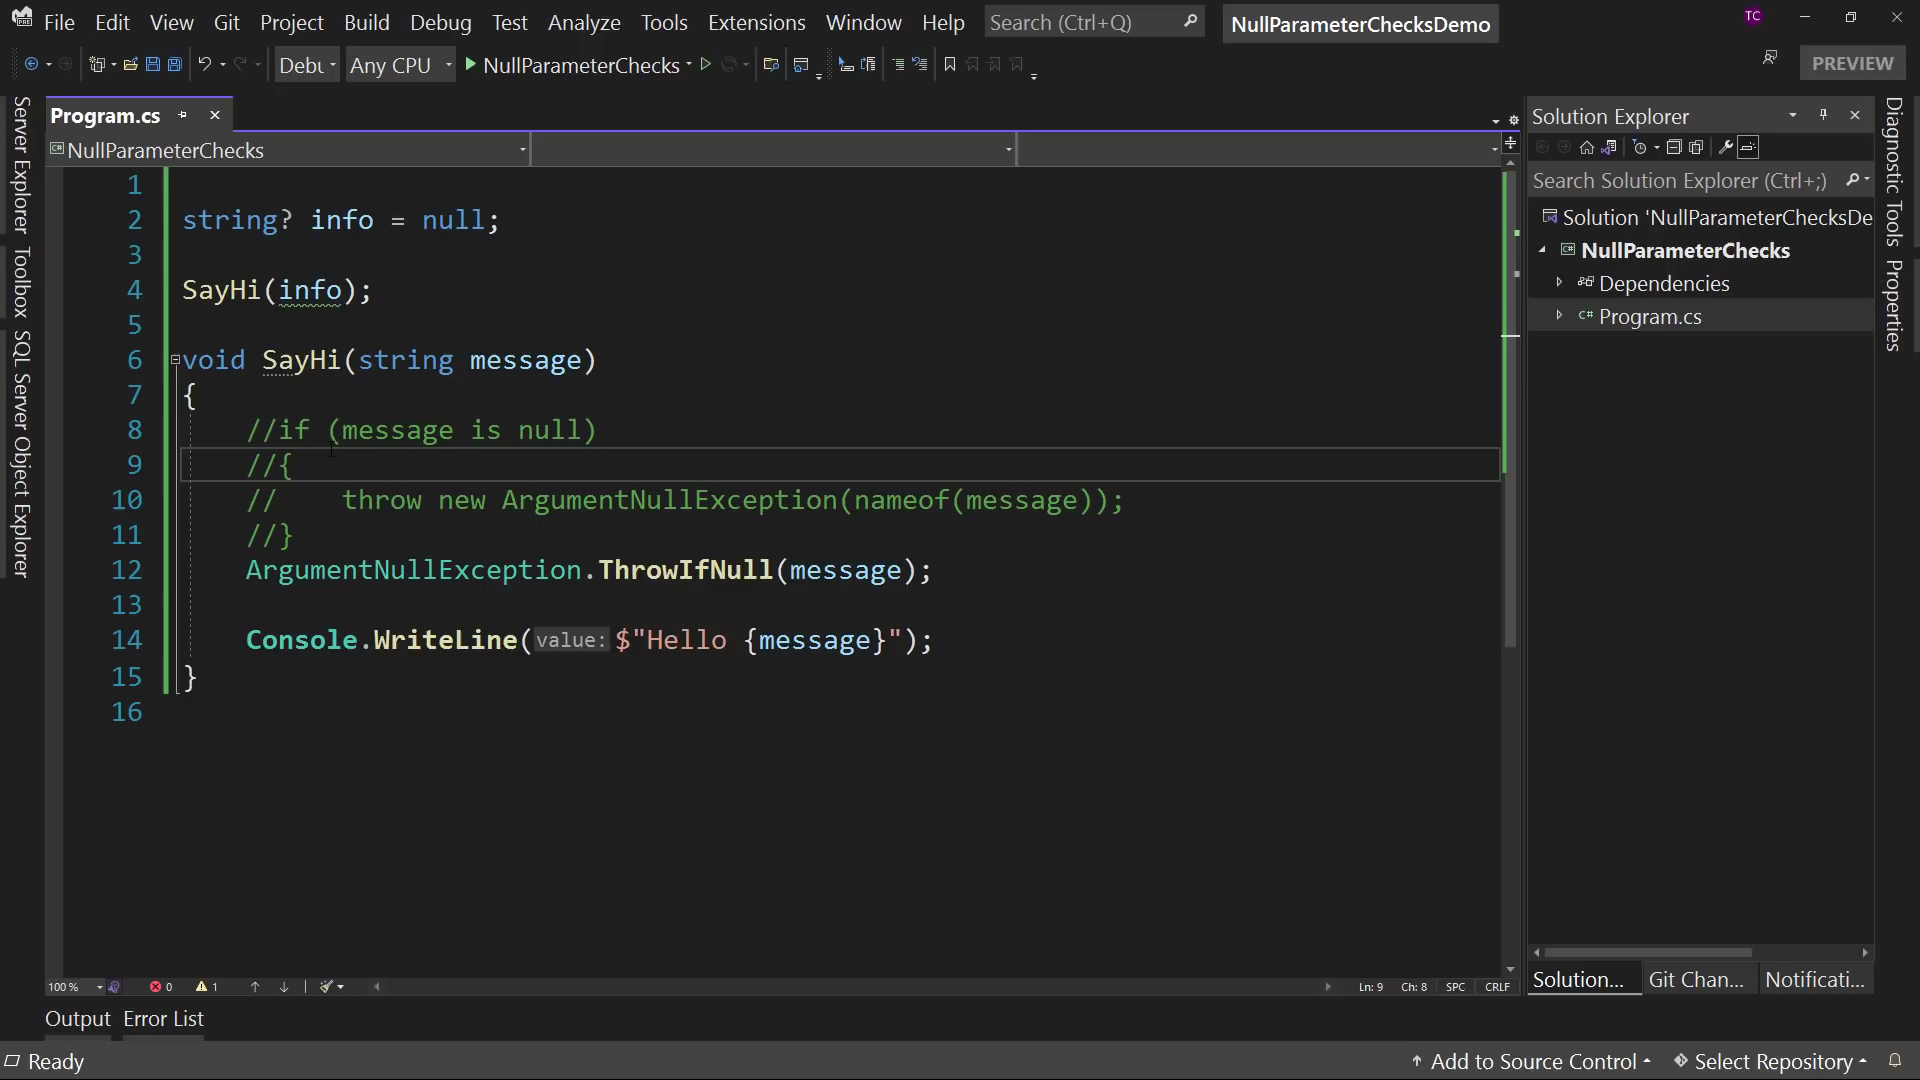 File Edit View Git Project Build Debug Test Analyze Tools Extensions Window Help Search (Ctrl+Q) NullParameterChecksDemo TC
Debu Any CPU NullParameterChecks PREVIEW
Server Explorer
Toolbox
SQL Server Object Explorer
Program.cs
NullParameterChecks
1
2 string? info = null;
3
4 SayHi(info);
5
6 void SayHi(string message)
7 {
8 //if (message is null)
9 //{
10 // throw new ArgumentNullException(nameof(message));
11 //}
12 ArgumentNullException.ThrowIfNull(message);
13
14 Console.WriteLine(value: $"Hello {message}");
15 }
16
100 % 0 1 Ln: 9 Ch: 8 SPC CRLF
Solution Explorer
Search Solution Explorer (Ctrl+;)
Solution 'NullParameterChecksDe
NullParameterChecks
Dependencies
C# Program.cs
Solution... Git Chan... Notificati...
Diagnostic Tools
Properties
Output Error List
Ready Add to Source Control Select Repository